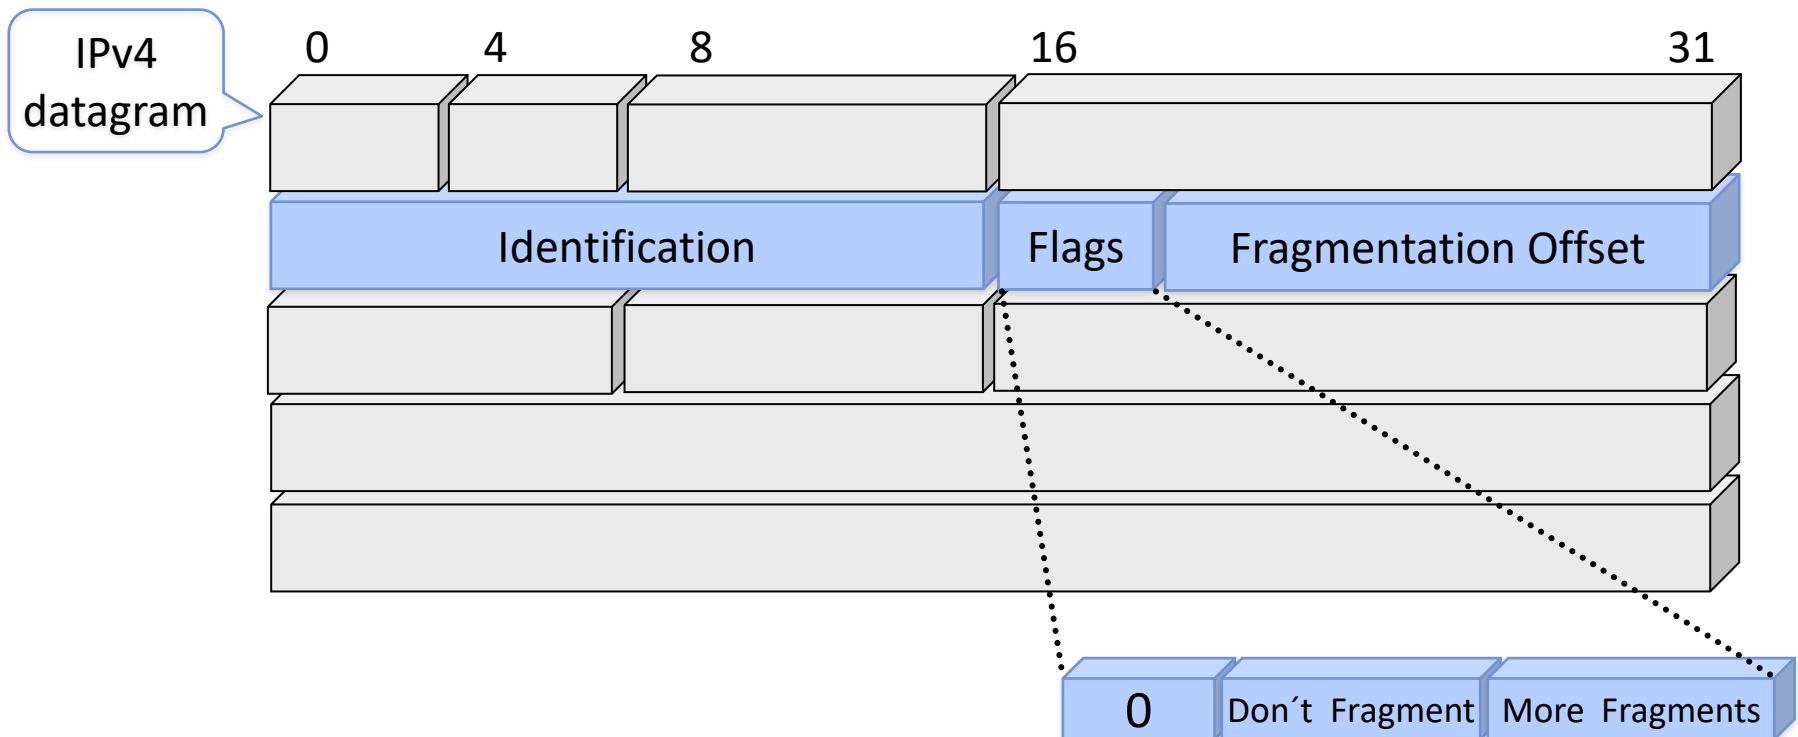 IPv4
datagram
0 4 8 16 31
Identification Flags Fragmentation Offset
0 Don´t Fragment More Fragments